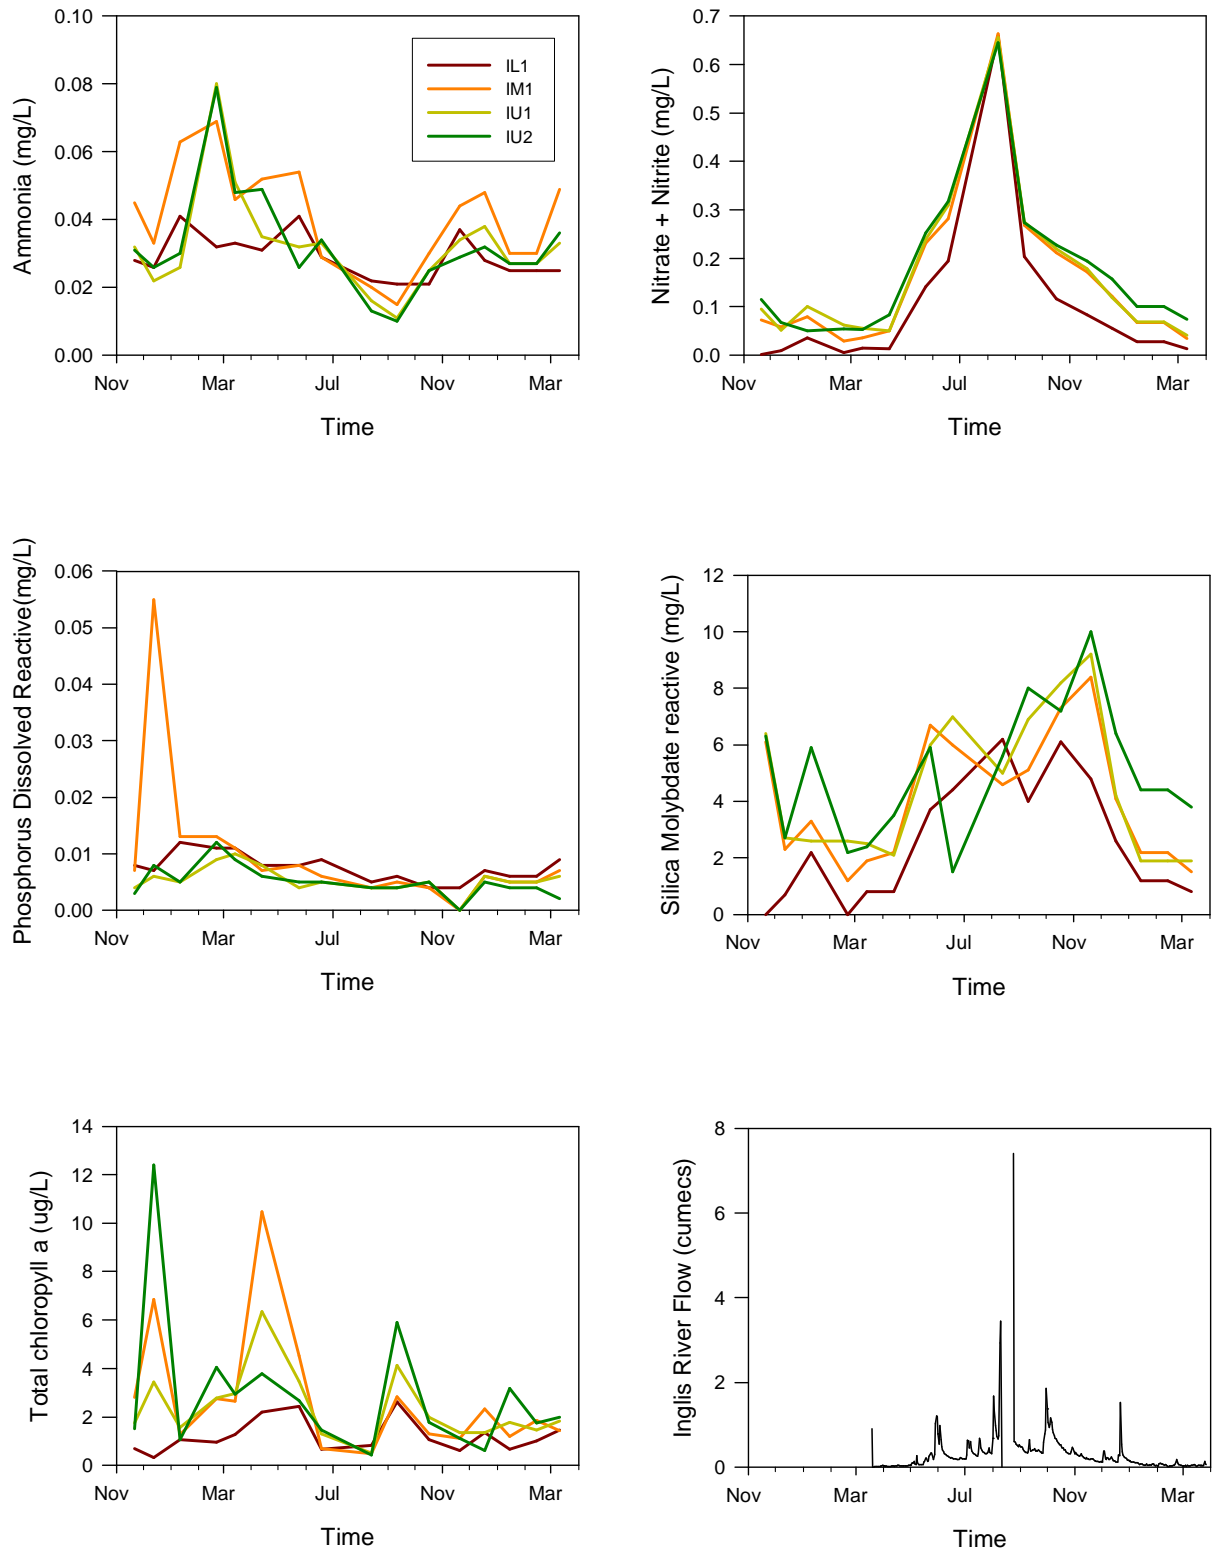 Ammonia (mg/L)
0.10
0.08
0.06
0.04
0.02
0.00
IL1
IM1
IU1
IU2
Nov Mar Jul Nov Mar
Time
Nitrate + Nitrite (mg/L)
0.7
0.6
0.5
0.4
0.3
0.2
0.1
0.0
Nov Mar Jul Nov Mar
Time
Phosphorus Dissolved Reactive(mg/L)
0.06
0.05
0.04
0.03
0.02
0.01
0.00
Nov Mar Jul Nov Mar
Time
Silica Molybdate reactive (mg/L)
12
10
8
6
4
2
0
Nov Mar Jul Nov Mar
Time
Total chloropyll a (ug/L)
14
12
10
8
6
4
2
0
Nov Mar Jul Nov Mar
Time
Inglis River Flow (cumecs)
8
6
4
2
0
Nov Mar Jul Nov Mar
Time